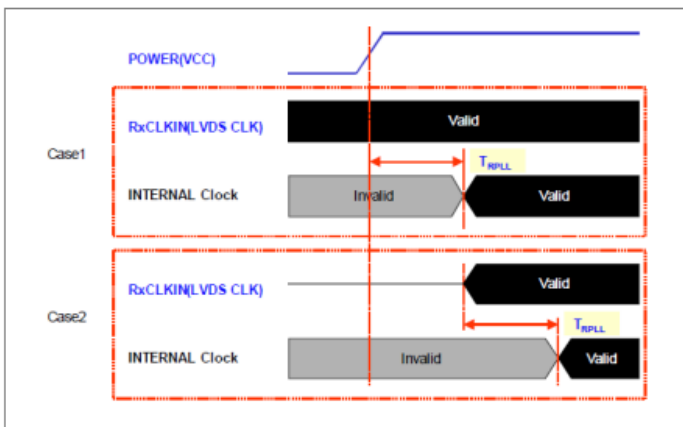 POWER(VCC)
Case1
RxCLKIN(LVDS CLK)
Valid
TRPLL
INTERNAL Clock
Invalid
Valid
Case2
RxCLKIN(LVDS CLK)
Valid
TRPLL
INTERNAL Clock
Invalid
Valid